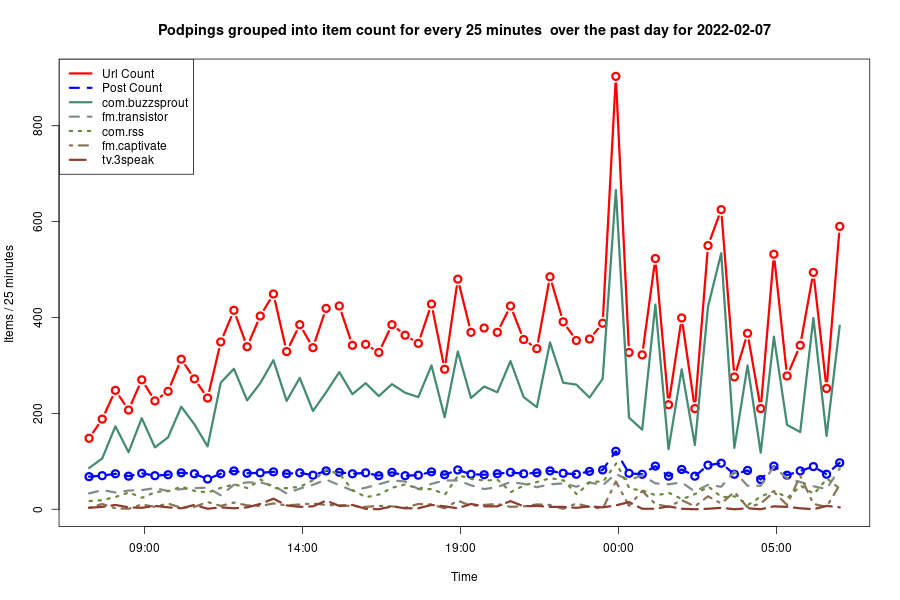 Podpings grouped into item count for every 25 minutes  over the past day for 2022-02-07
Url Count
Post Count
com.buzzsprout
fm.transistor
com.rss
fm.captivate
tv.3speak
Items / 25 minutes
800
600
400
200
0
09:00
14:00
19:00
00:00
05:00
Time